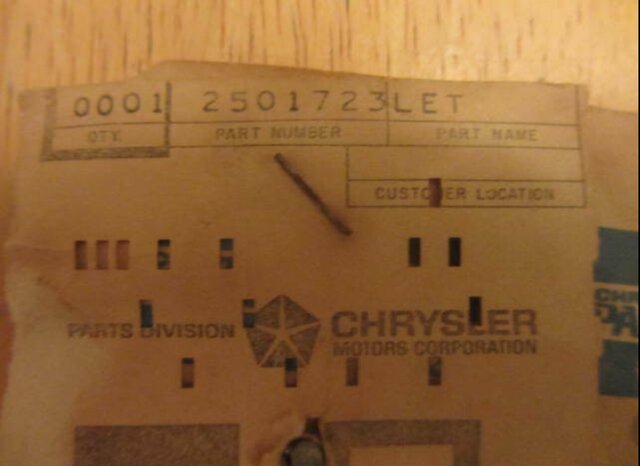 0001 2501723LET
QTY. PART NUMBER PART NAME
CUSTOMER LOCATION
PARTS DIVISION CHRYSLER
MOTORS CORPORATION